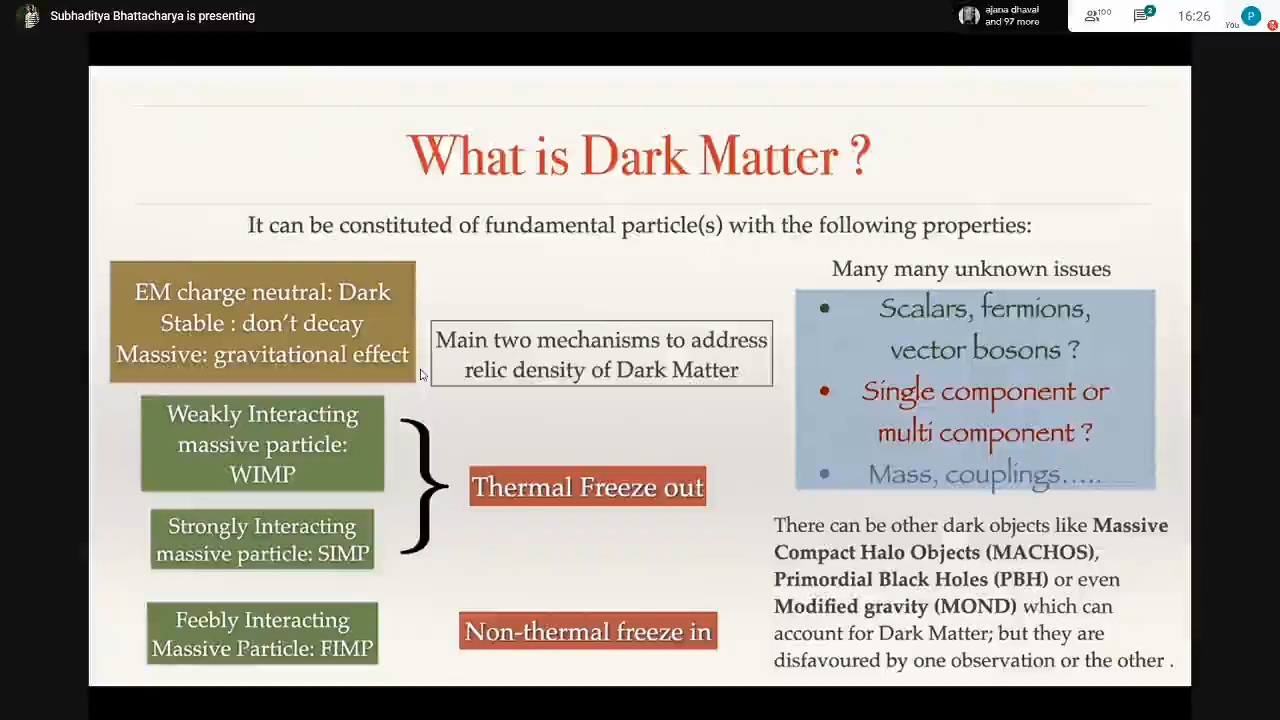 Subhaditya Bhattacharya is presenting
ajana dhaval
and 97 more
100
2
16:26
You
P
What is Dark Matter ?
It can be constituted of fundamental particle(s) with the following properties:
EM charge neutral: Dark
Stable : don't decay
Massive: gravitational effect
Main two mechanisms to address
relic density of Dark Matter
Many many unknown issues
• Scalars, fermions,
vector bosons ?
• Single component or
multi component ?
• Mass, couplings.....
Weakly Interacting
massive particle:
WIMP
Strongly Interacting
massive particle: SIMP
Thermal Freeze out
Feebly Interacting
Massive Particle: FIMP
Non-thermal freeze in
There can be other dark objects like Massive
Compact Halo Objects (MACHOS),
Primordial Black Holes (PBH) or even
Modified gravity (MOND) which can
account for Dark Matter; but they are
disfavoured by one observation or the other .